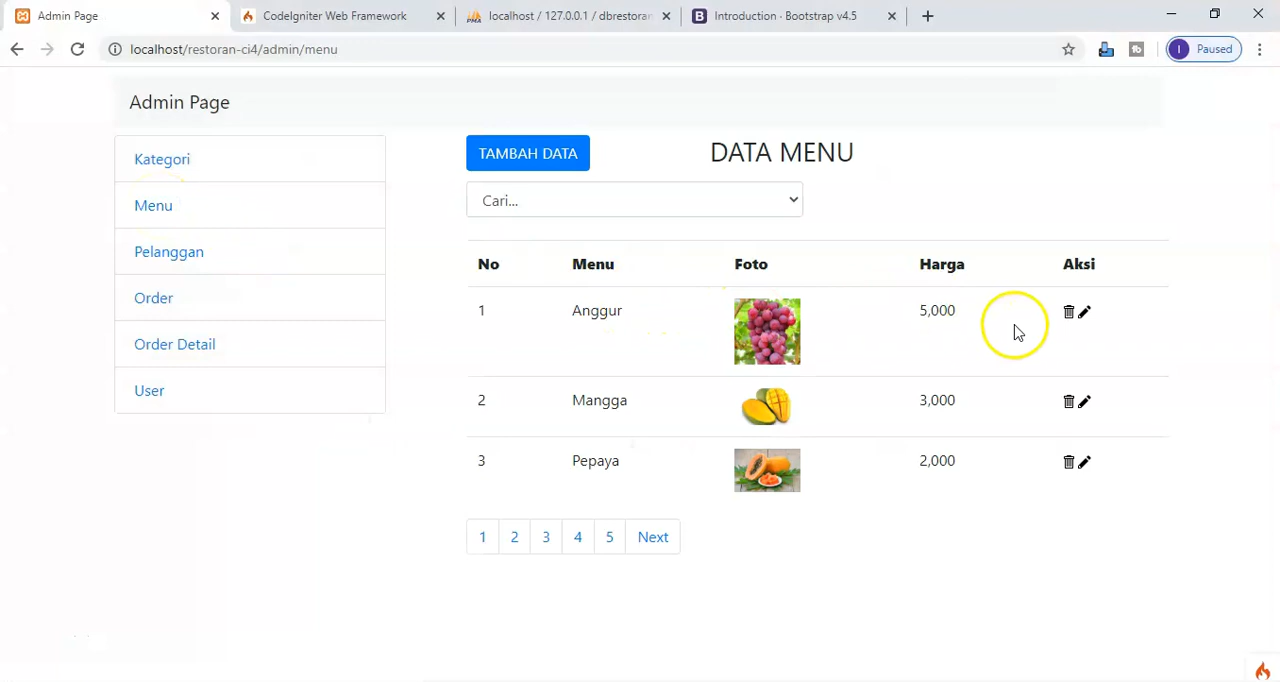 Admin Page
CodeIgniter Web Framework
PMA
localhost / 127.0.0.1 / dbrestoran
B
Introduction · Bootstrap v4.5
localhost/restoran-ci4/admin/menu
I
Paused
Admin Page
Kategori
Menu
Pelanggan
Order
Order Detail
User
TAMBAH DATA
DATA MENU
Cari...
No Menu Foto Harga Aksi
1 Anggur 5,000
2 Mangga 3,000
3 Pepaya 2,000
1 2 3 4 5 Next